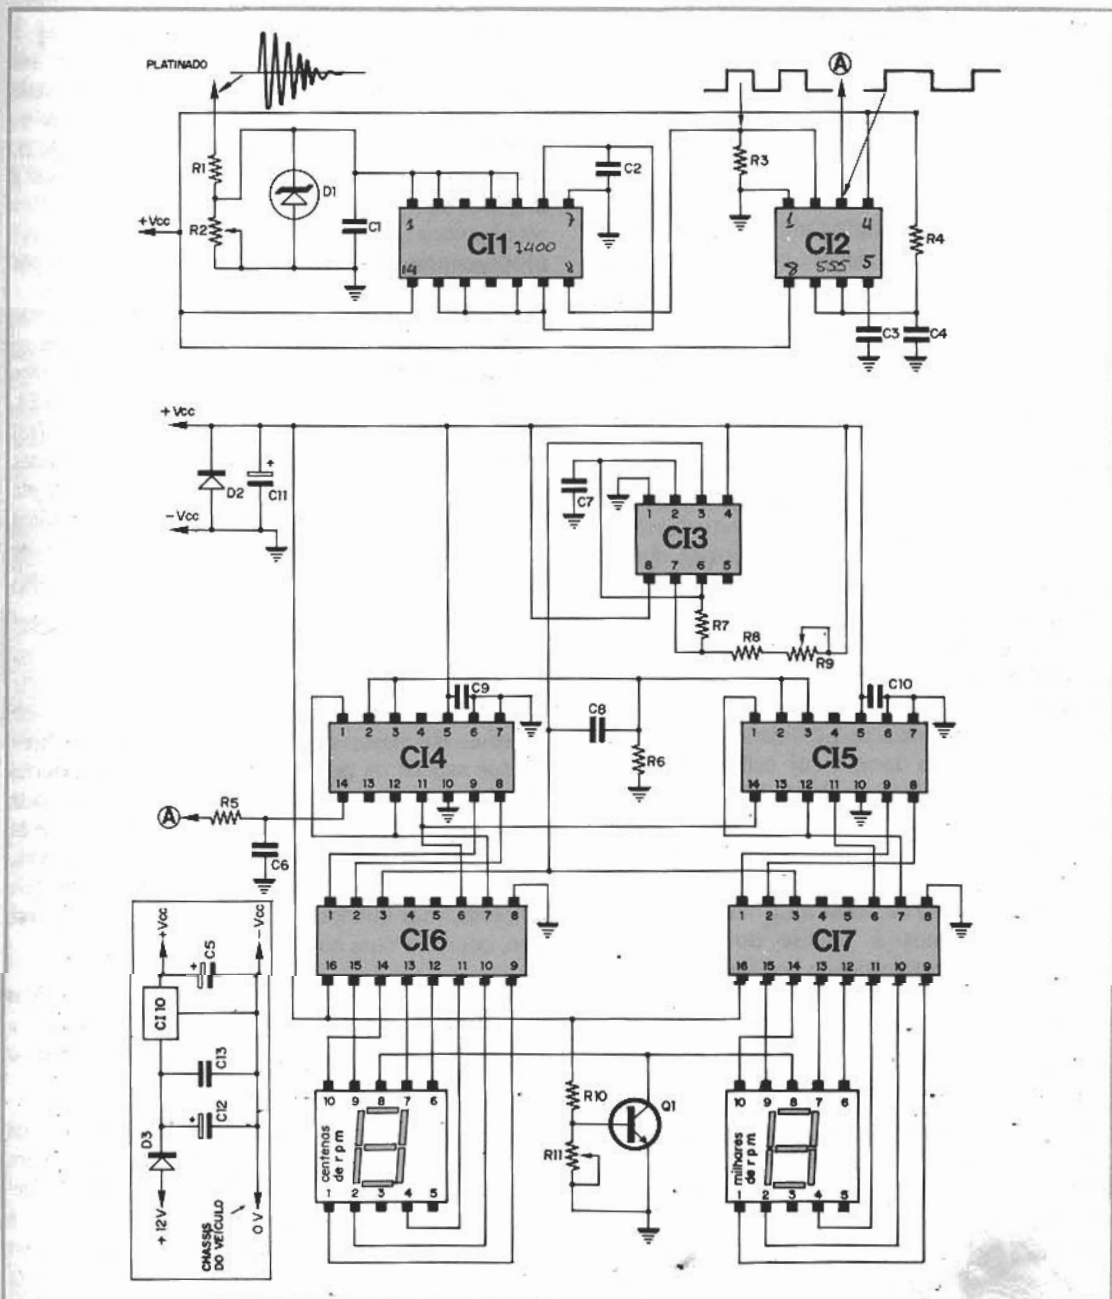 PLATINADO
A
R1
D1
R2
+Vcc
C1
1
7
CI1 7400
14
8
C2
R3
1
4
CI2
8 555 5
R4
C3
C4
+ Vcc
D2
+
C11
- Vcc
C7
1 2 3 4
CI3
8 7 6 5
R7
R8
R9
C9
C10
C8
R6
1 2 3 4 5 6 7
CI4
14 13 12 11 10 9 8
1 2 3 4 5 6 7
CI5
14 13 12 11 10 9 8
A
R5
C6
1 2 3 4 5 6 7 8
CI6
16 15 14 13 12 11 10 9
1 2 3 4 5 6 7 8
CI7
16 15 14 13 12 11 10 9
+Vcc
- Vcc
+
C5
CI10
C13
+
C12
D3
+12V
CHASSIS
DO VEÍCULO
0V
10 9 8 7 6
centenas
de rpm
1 2 3 4 5
R10
R11
Q1
10 9 8 7 6
milhares
de rpm
1 2 3 4 5